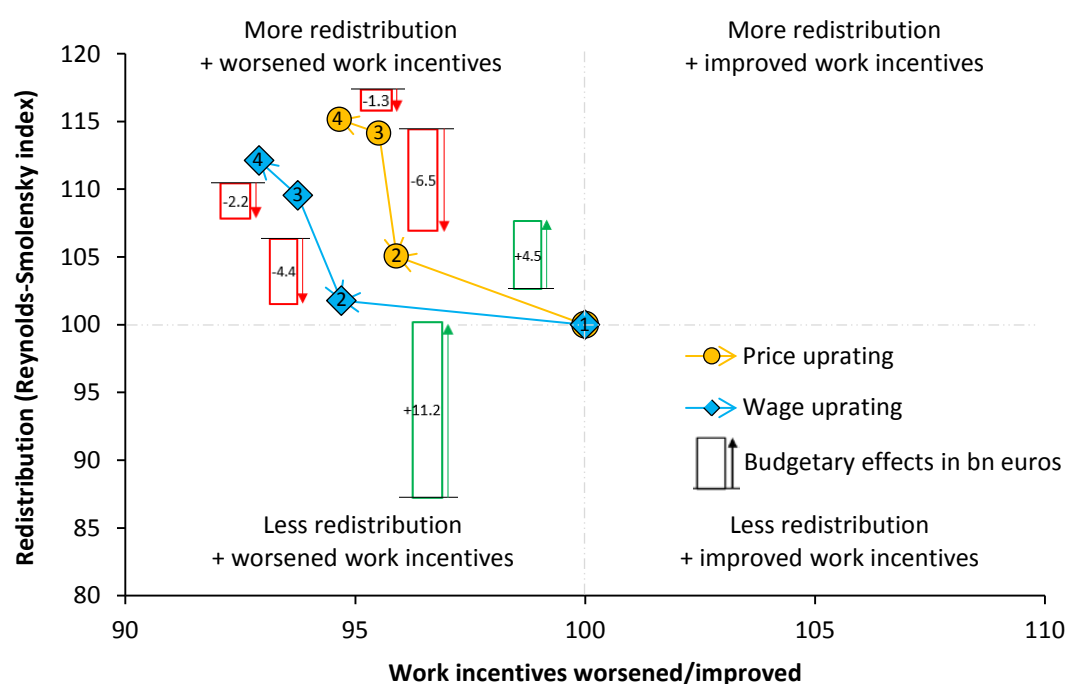 More redistribution
+ worsened work incentives
More redistribution
+ improved work incentives
Redistribution (Reynolds-Smolensky index)
120
115
110
105
100
95
90
85
80
-1.3
4
3
4
-6.5
3
-2.2
+4.5
2
-4.4
2
1
+11.2
Price uprating
Wage uprating
Budgetary effects in bn euros
Less redistribution
+ worsened work incentives
Less redistribution
+ improved work incentives
90
95
100
105
110
Work incentives worsened/improved